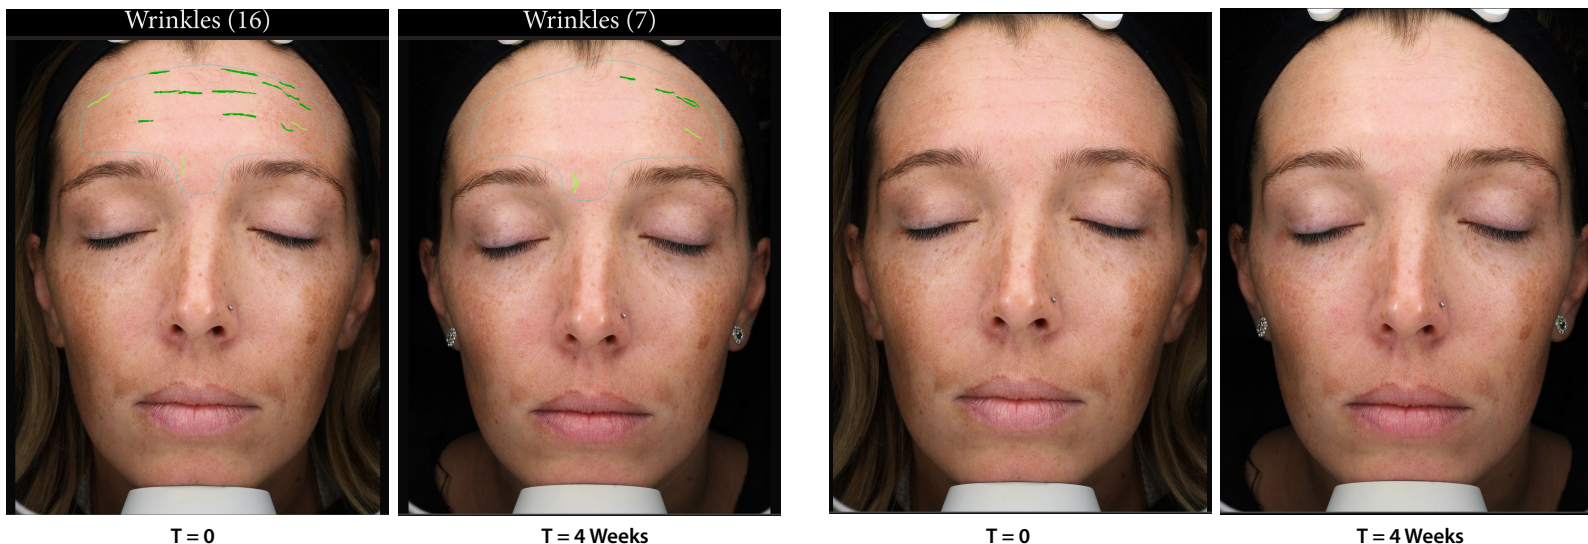 Wrinkles (16)
Wrinkles (7)
T = 0
T = 4 Weeks
T = 0
T = 4 Weeks